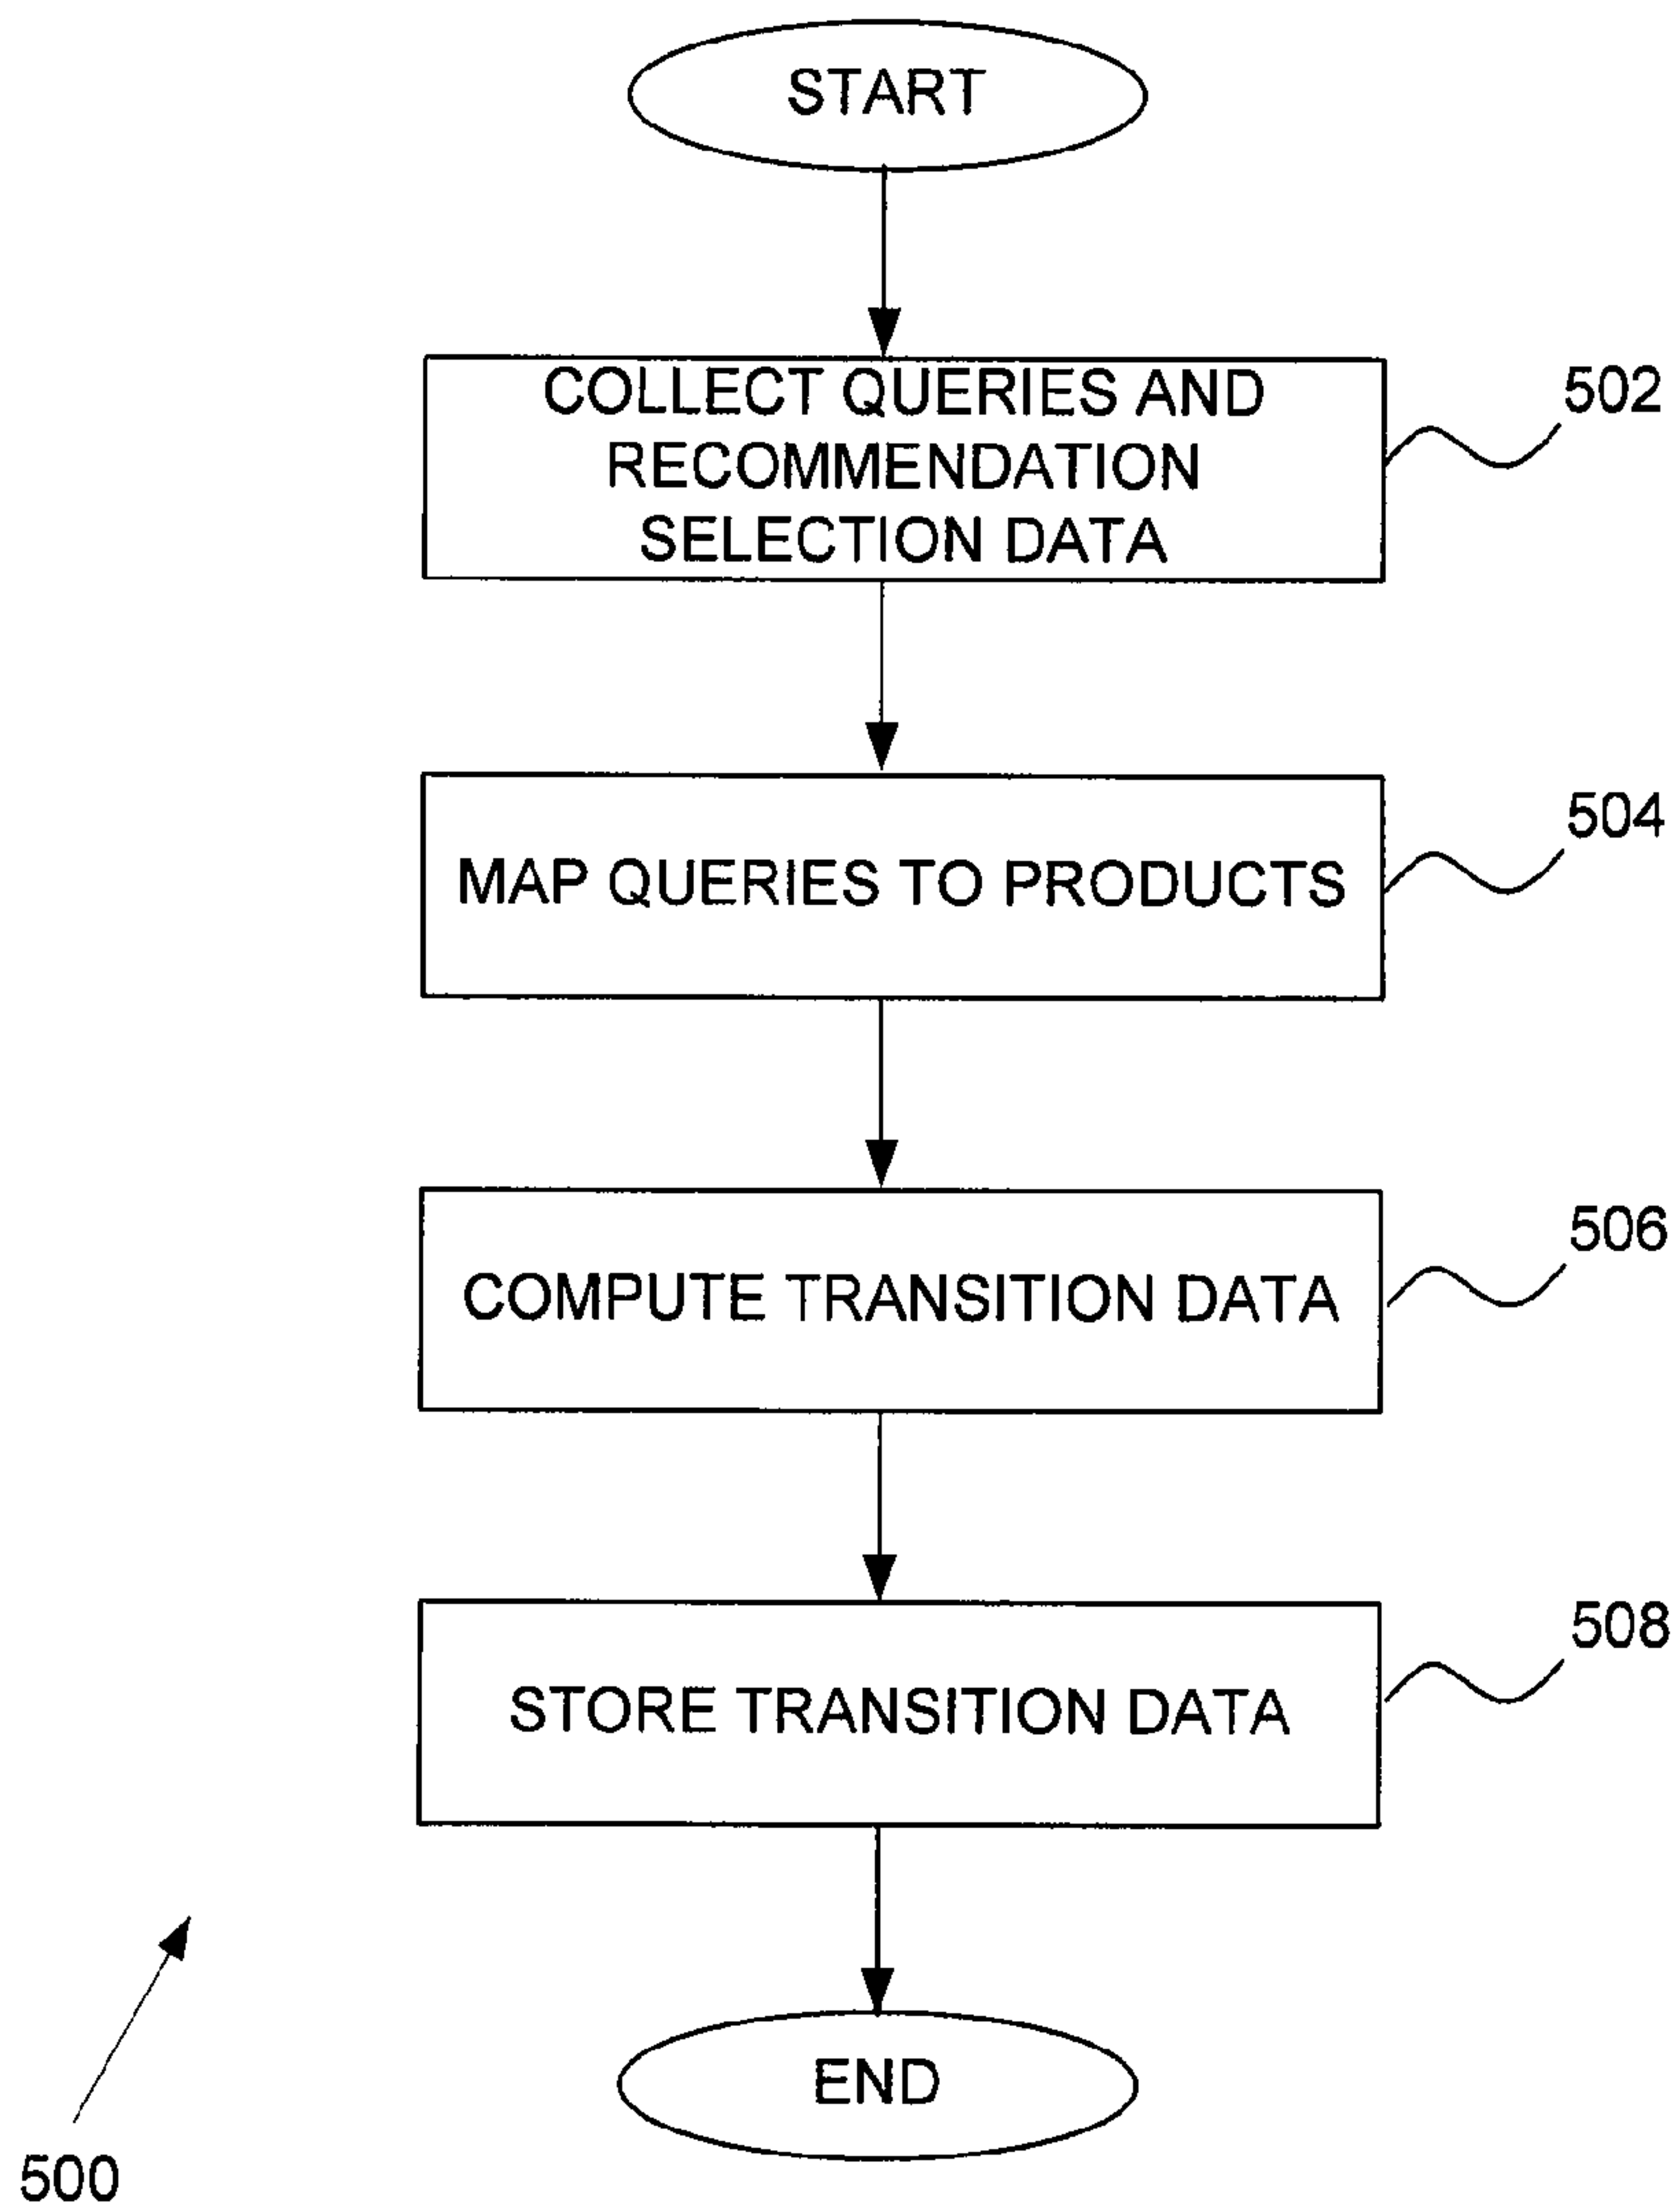 START
COLLECT QUERIES AND
RECOMMENDATION
SELECTION DATA
502
MAP QUERIES TO PRODUCTS
504
COMPUTE TRANSITION DATA
506
STORE TRANSITION DATA
508
END
500